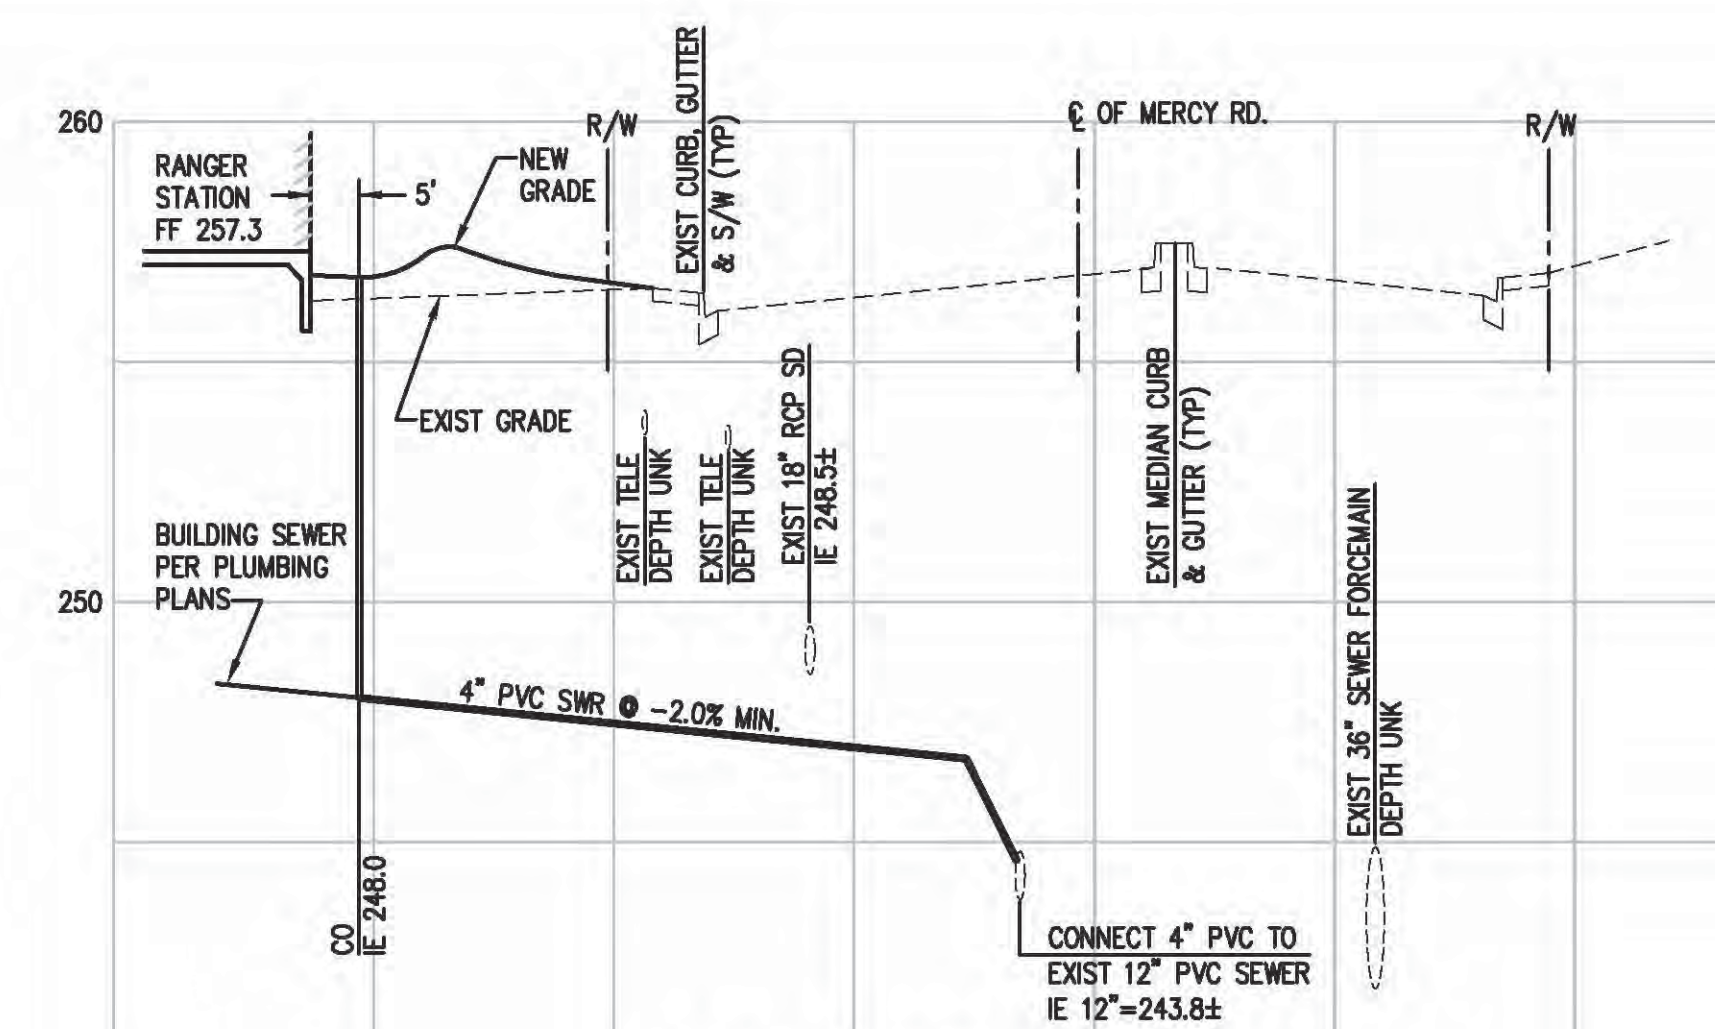 260
RANGER
STATION
FF 257.3
5'
NEW
GRADE
R/W
EXIST CURB, GUTTER
& S/W (TYP)
℄ OF MERCY RD.
R/W
EXIST GRADE
EXIST TELE
DEPTH UNK
EXIST TELE
DEPTH UNK
EXIST 18" RCP SD
IE 248.5±
EXIST MEDIAN CURB
& GUTTER (TYP)
BUILDING SEWER
PER PLUMBING
PLANS
250
4" PVC SWR @ -2.0% MIN.
EXIST 36" SEWER FORCEMAIN
DEPTH UNK
CO
IE 248.0
CONNECT 4" PVC TO
EXIST 12" PVC SEWER
IE 12"=243.8±